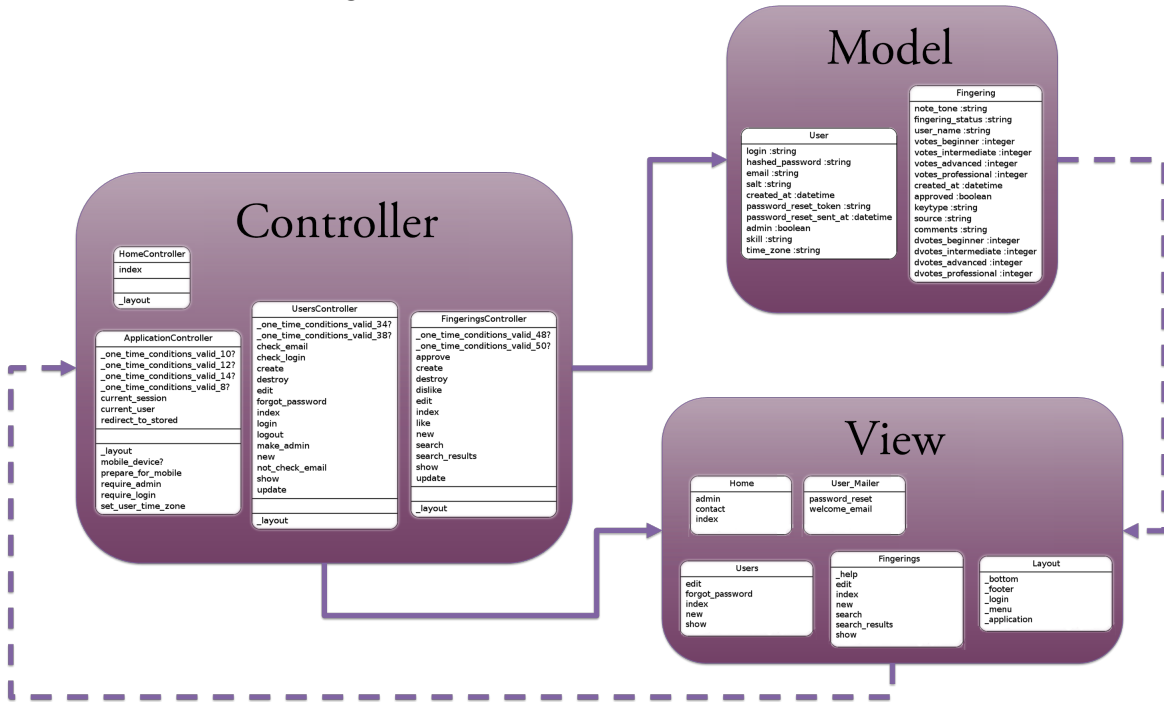 Model
User
login :string
hashed_password :string
email :string
salt :string
created_at :datetime
password_reset_token :string
password_reset_sent_at :datetime
admin :boolean
skill :string
time_zone :string
Fingering
note_tone :string
fingering_status :string
user_name :string
votes_beginner :integer
votes_intermediate :integer
votes_advanced :integer
votes_professional :integer
created_at :datetime
approved :boolean
keytype :string
source :string
comments :string
dvotes_beginner :integer
dvotes_intermediate :integer
dvotes_advanced :integer
dvotes_professional :integer
Controller
HomeController
index
_layout
ApplicationController
_one_time_conditions_valid_10?
_one_time_conditions_valid_12?
_one_time_conditions_valid_14?
_one_time_conditions_valid_8?
current_session
current_user
redirect_to_stored
_layout
mobile_device?
prepare_for_mobile
require_admin
require_login
set_user_time_zone
UsersController
_one_time_conditions_valid_34?
_one_time_conditions_valid_38?
check_email
check_login
create
destroy
edit
forgot_password
index
login
logout
make_admin
new
not_check_email
show
update
_layout
FingeringsController
_one_time_conditions_valid_48?
_one_time_conditions_valid_50?
approve
create
destroy
dislike
edit
index
like
new
search
search_results
show
update
_layout
View
Home
admin
contact
index
User_Mailer
password_reset
welcome_email
Users
edit
forgot_password
index
new
show
Fingerings
_help
edit
index
new
search
search_results
show
Layout
_bottom
_footer
_login
_menu
_application